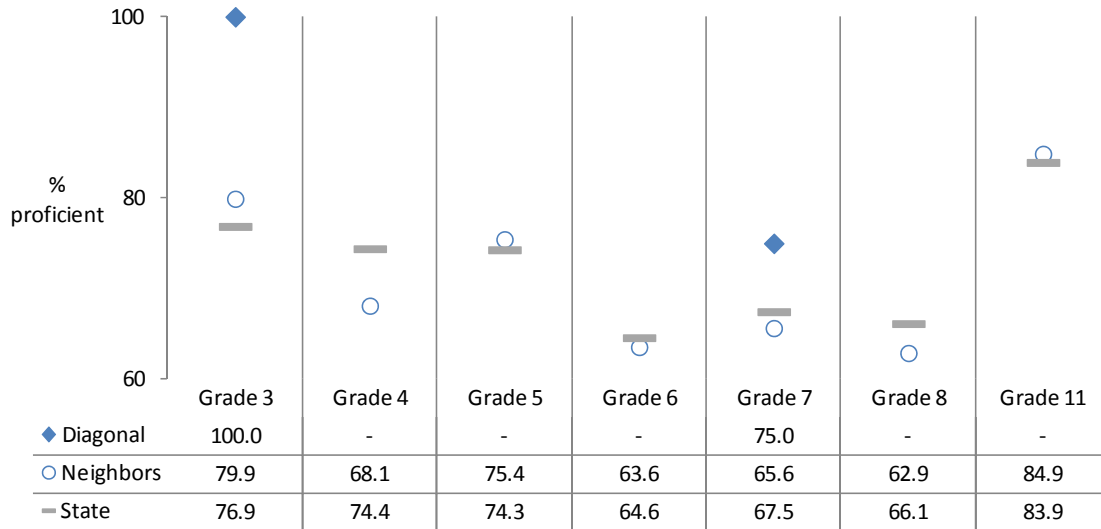 100
80
60
%
proficient
Grade 3 Grade 4 Grade 5 Grade 6 Grade 7 Grade 8 Grade 11
Diagonal 100.0 - - - 75.0 - -
Neighbors 79.9 68.1 75.4 63.6 65.6 62.9 84.9
State 76.9 74.4 74.3 64.6 67.5 66.1 83.9